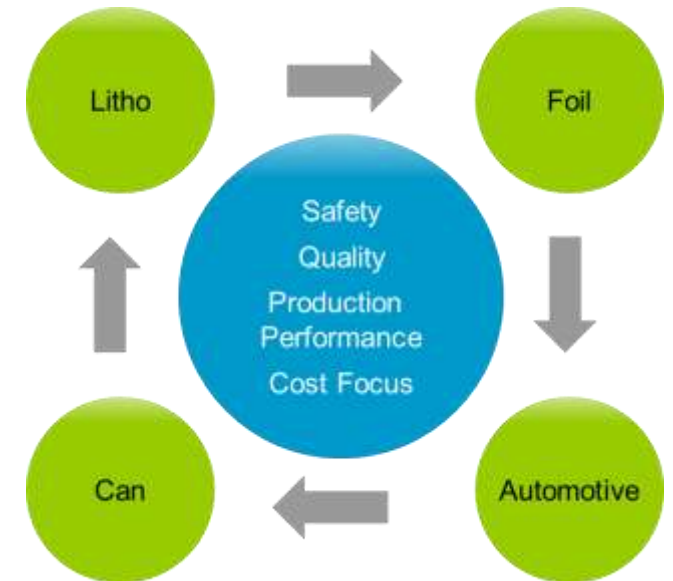 Litho
Foil
Safety
Quality
Production
Performance
Cost Focus
Can
Automotive